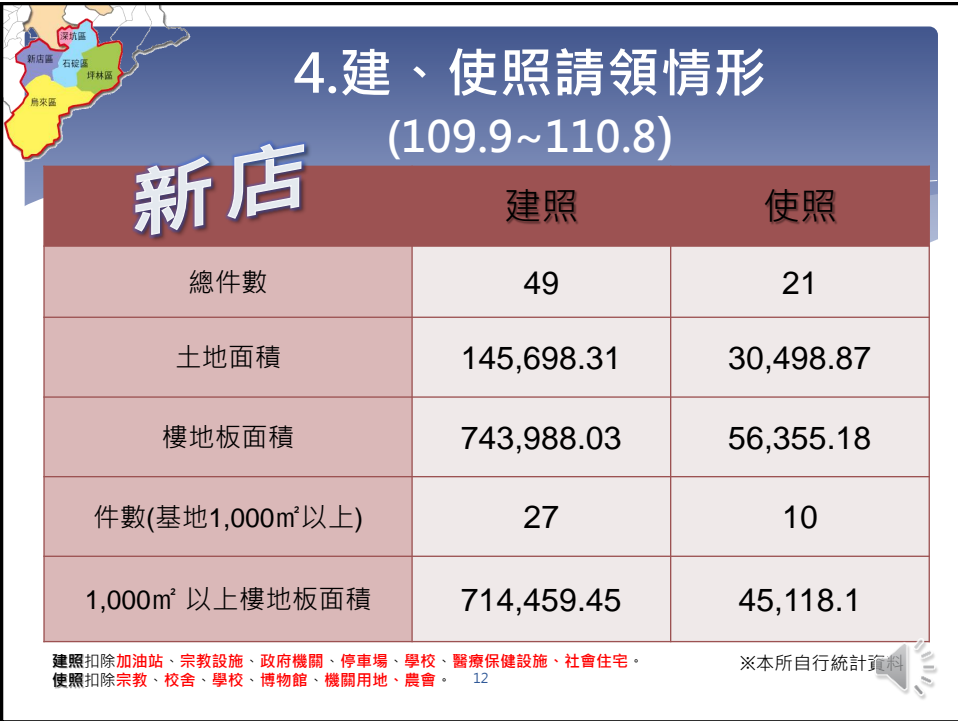 深坑區
新店區
石碇區
坪林區
烏來區
4.建、使照請領情形
(109.9~110.8)
新店
建照 使照
總件數 49 21
土地面積 145,698.31 30,498.87
樓地板面積 743,988.03 56,355.18
件數(基地1,000㎡以上) 27 10
1,000㎡ 以上樓地板面積 714,459.45 45,118.1
建照扣除加油站、宗教設施、政府機關、停車場、學校、醫療保健設施、社會住宅。
使照扣除宗教、校舍、學校、博物館、機關用地、農會。
12
※本所自行統計資料